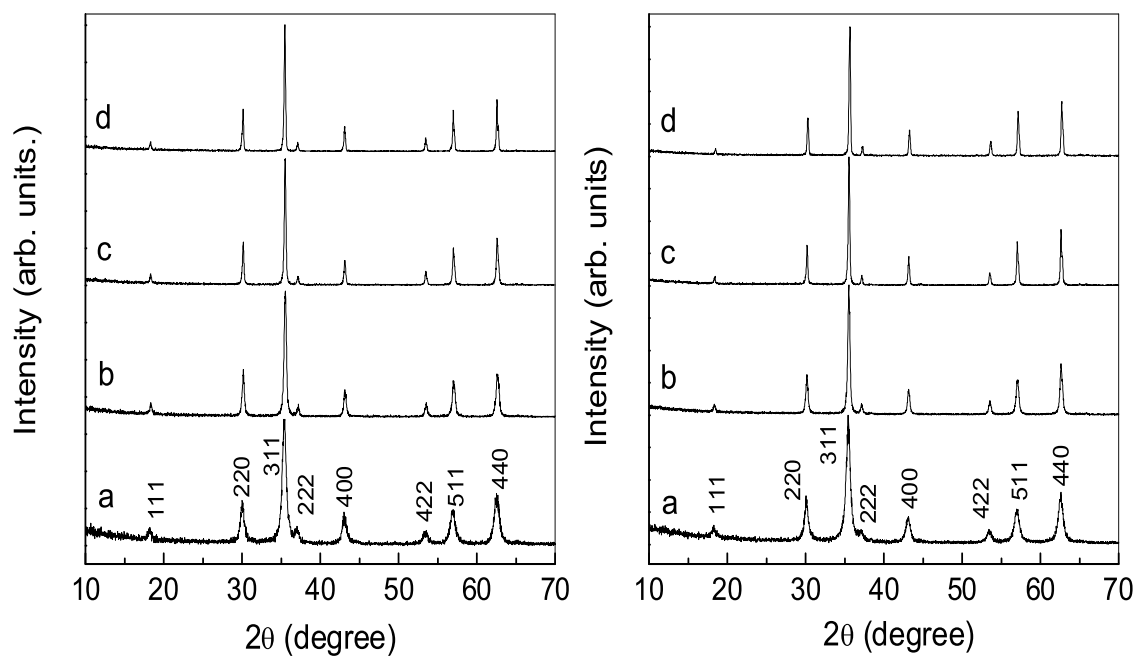 Intensity (arb. units.)
d
c
b
a
111
220
311
222
400
422
511
440
10 20 30 40 50 60 70
2θ (degree)
Intensity (arb. units)
d
c
b
a
111
220
311
222
400
422
511
440
10 20 30 40 50 60 70
2θ (degree)